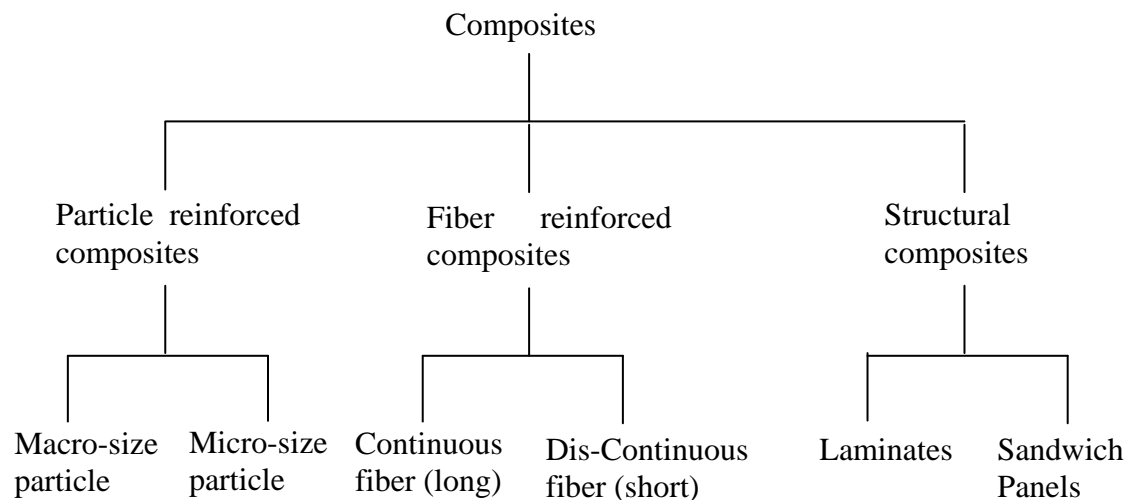 Composites
Particle reinforced
composites
Fiber reinforced
composites
Structural
composites
Macro-size
particle
Micro-size
particle
Continuous
fiber (long)
Dis-Continuous
fiber (short)
Laminates
Sandwich
Panels